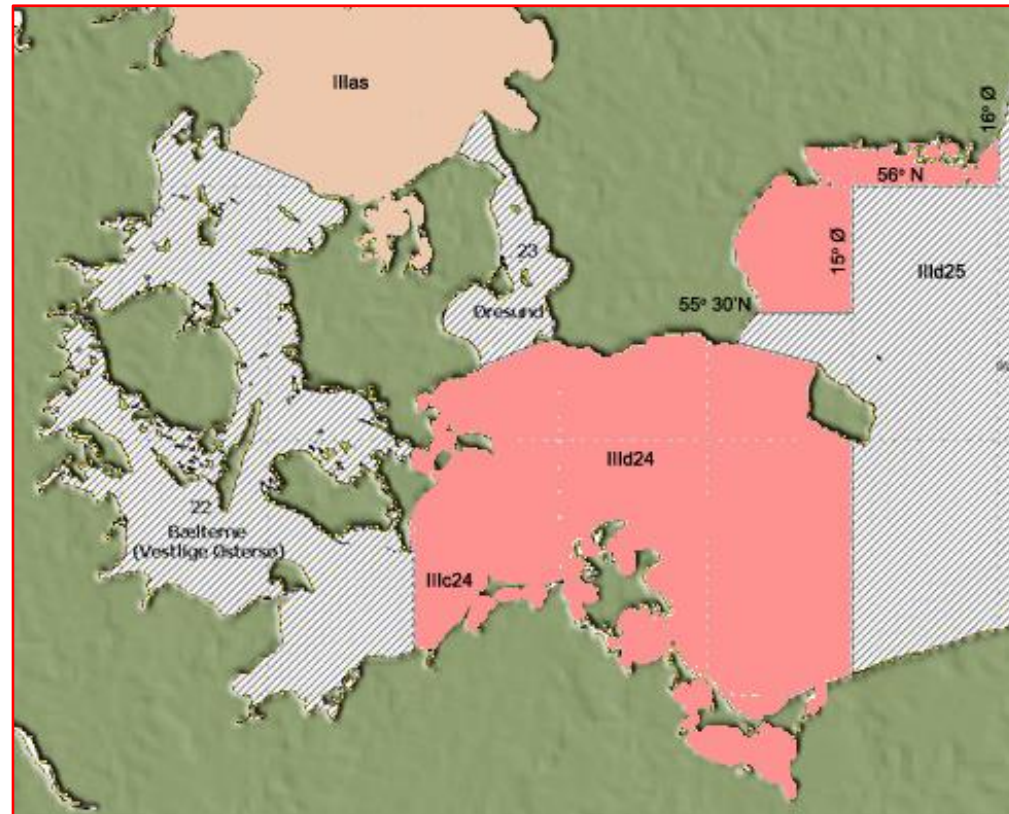 IIIas
16° Ø
56° N
23
15° Ø
IIId25
Øresund
55° 30'N
IIId24
22
Bælterne
(Vestlige Østersø)
IIIc24